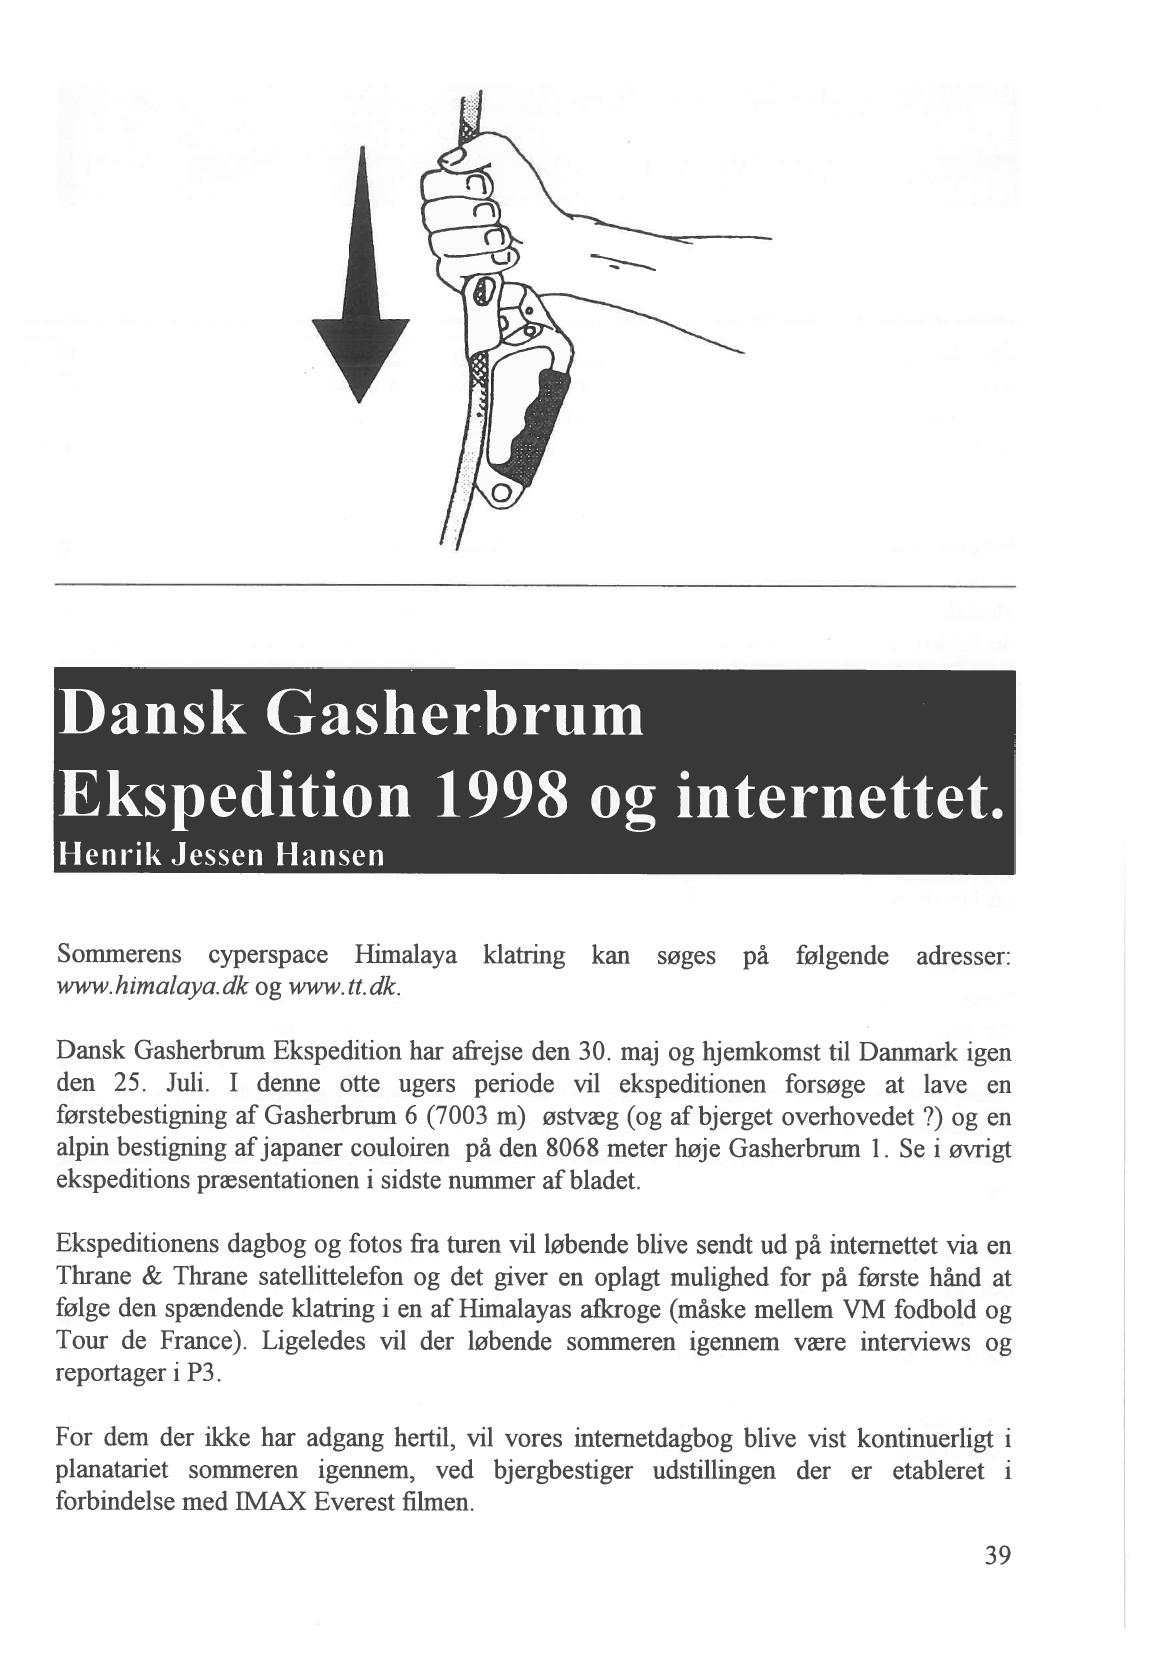 Dansk Gasherbrum
Ekspedition 1998 og internettet.
Henrik Jessen Hansen
Sommerens cyperspace Himalaya klatring kan søges på følgende adresser:
www.himalaya.dk og www.tt.dk.
Dansk Gasherbrum Ekspedition har afrejse den 30. maj og hjemkomst til Danmark igen
den 25. Juli. I denne otte ugers periode vil ekspeditionen forsøge at lave en
førstebestigning af Gasherbrum 6 (7003 m) østvæg (og af bjerget overhovedet ?) og en
alpin bestigning af japaner couloiren på den 8068 meter høje Gasherbrum 1. Se i øvrigt
ekspeditions præsentationen i sidste nummer af bladet.
Ekspeditionens dagbog og fotos fra turen vil løbende blive sendt ud på internettet via en
Thrane & Thrane satellittelefon og det giver en oplagt mulighed for på første hånd at
følge den spændende klatring i en af Himalayas afkroge (måske mellem VM fodbold og
Tour de France). Ligeledes vil der løbende sommeren igennem være interviews og
reportager i P3.
For dem der ikke har adgang hertil, vil vores internetdagbog blive vist kontinuerligt i
planatariet sommeren igennem, ved bjergbestiger udstillingen der er etableret i
forbindelse med IMAX Everest filmen.
39